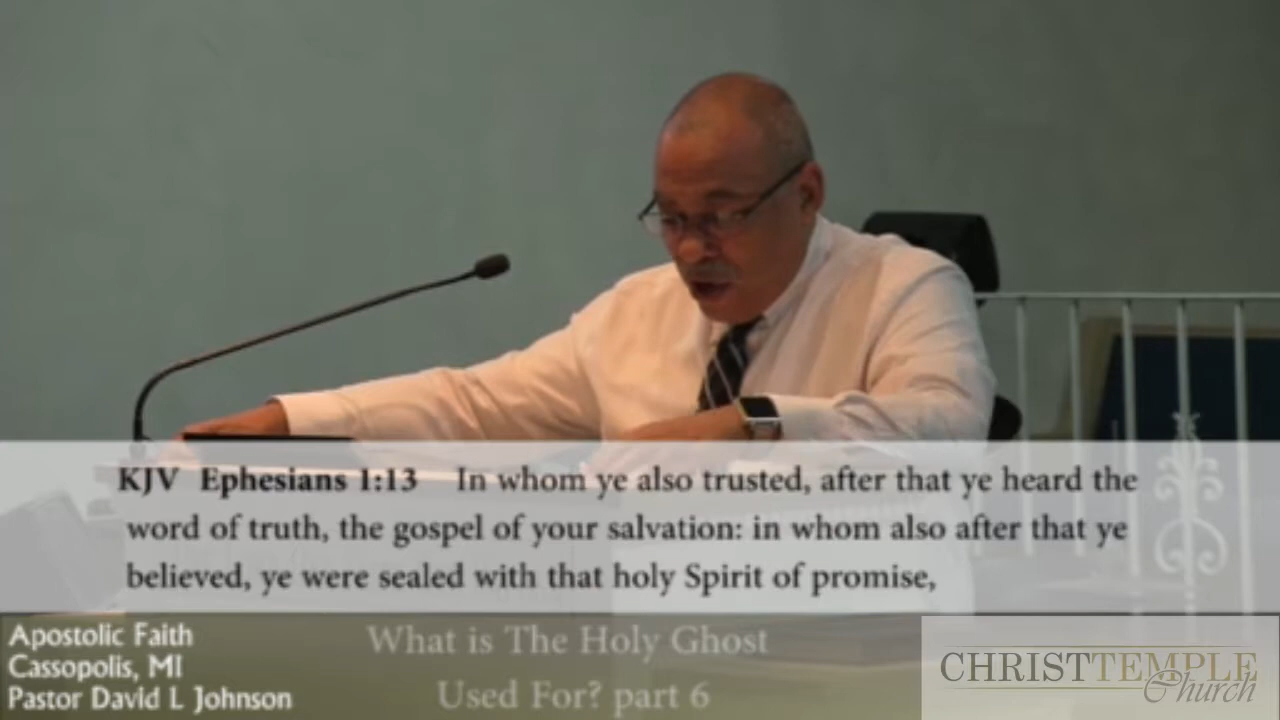 KJV Ephesians 1:13 In whom ye also trusted, after that ye heard the
word of truth, the gospel of your salvation: in whom also after that ye
believed, ye were sealed with that holy Spirit of promise,
Apostolic Faith
Cassopolis, MI
Pastor David L Johnson
What is The Holy Ghost
Used For? part 6
CHRISTTEMPLE
Church